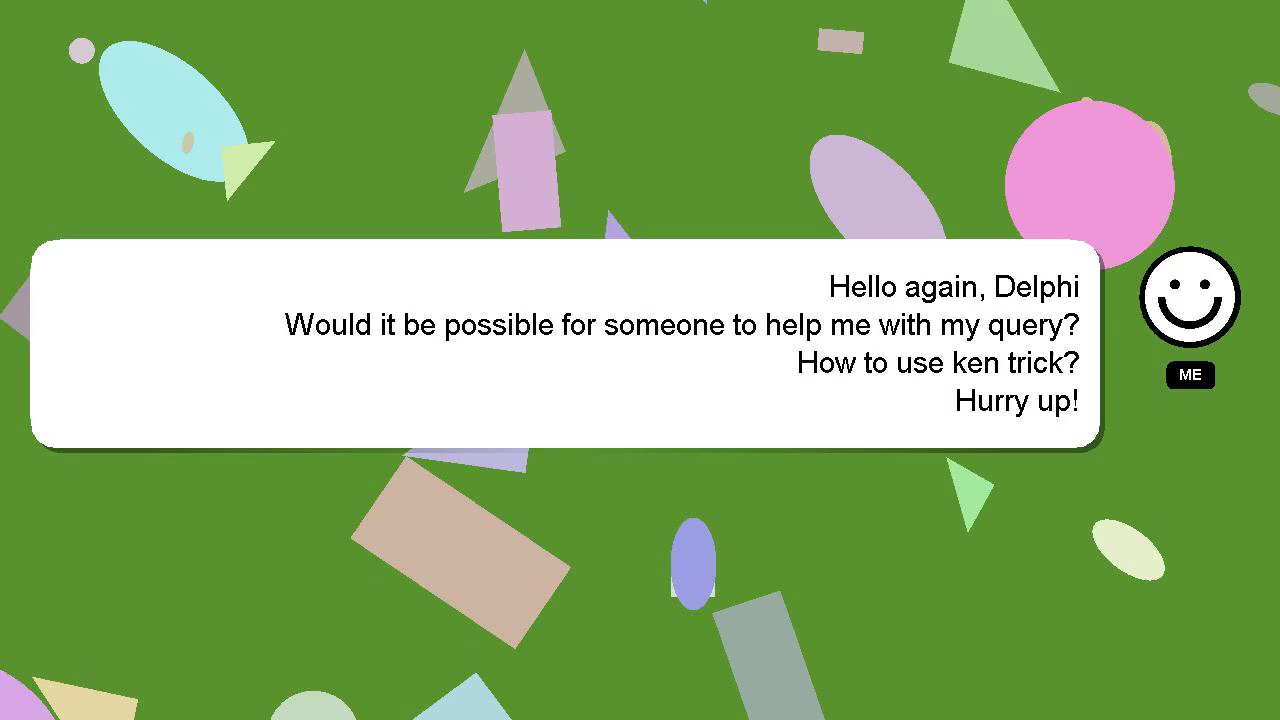 Hello again, Delphi
Would it be possible for someone to help me with my query?
How to use ken trick?
Hurry up!
ME